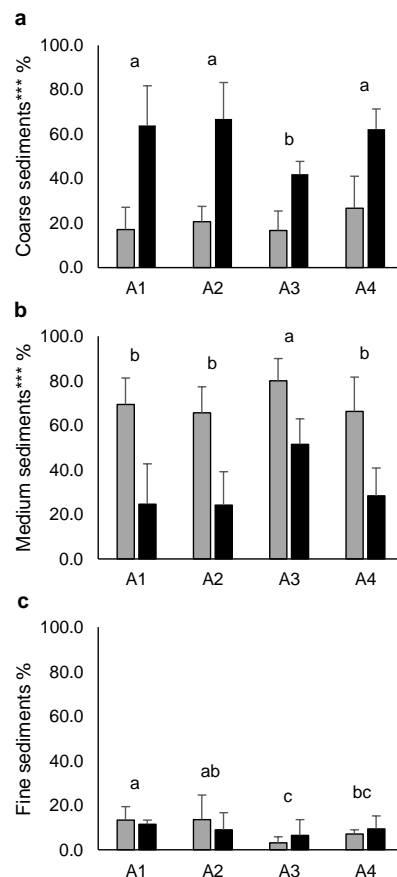 a
Coarse sediments*** %
100.0
80.0
60.0
40.0
20.0
0.0
a
a
b
a
A1 A2 A3 A4
b
Medium sediments*** %
100.0
80.0
60.0
40.0
20.0
0.0
b
b
a
b
A1 A2 A3 A4
c
Fine sediments %
100.0
80.0
60.0
40.0
20.0
0.0
a
ab
c
bc
A1 A2 A3 A4